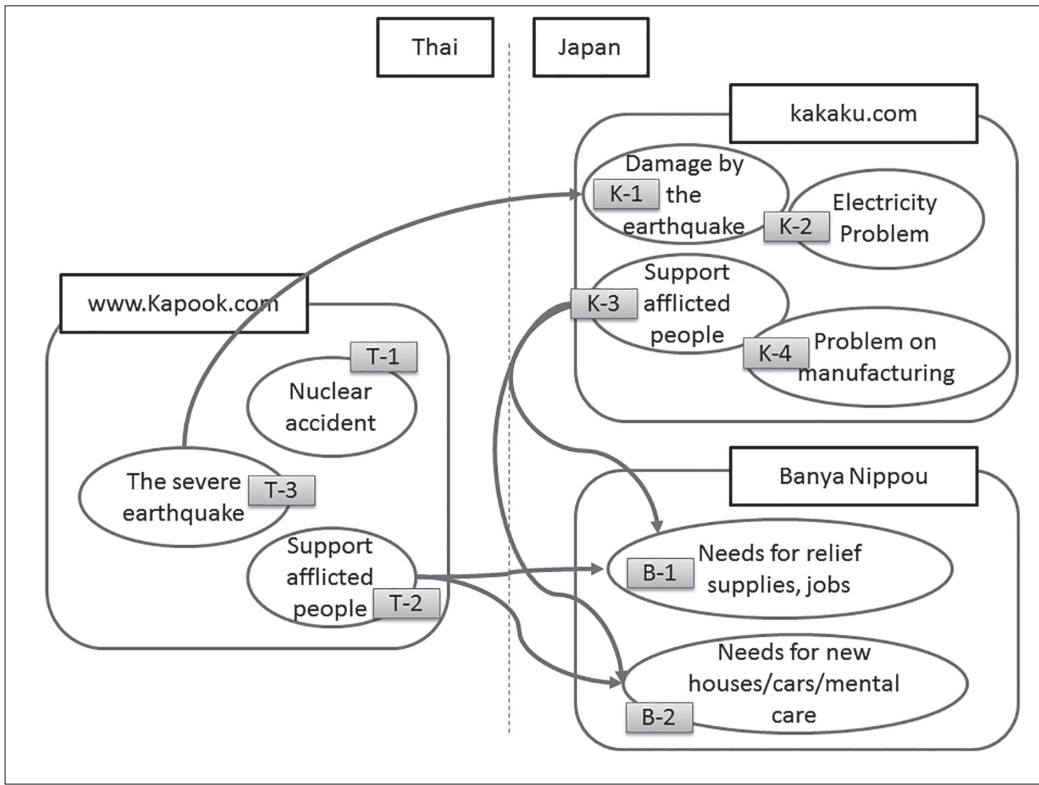 Thai
Japan
kakaku.com
Damage by
K-1 the
earthquake
K-2
Electricity
Problem
K-3
Support
afflicted
people
K-4
Problem on
manufacturing
www.Kapook.com
T-1
Nuclear
accident
The severe
earthquake
T-3
Support
afflicted
people
T-2
Banya Nippou
B-1
Needs for relief
supplies, jobs
Needs for new
houses/cars/mental
care
B-2